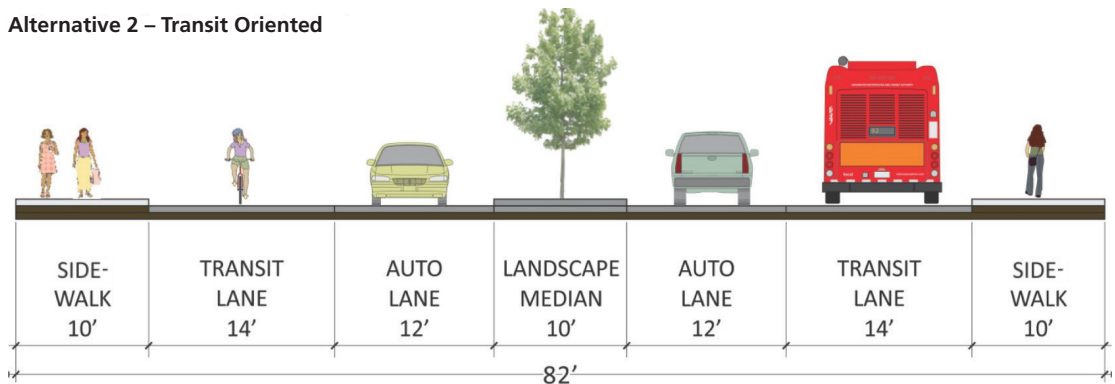 Alternative 2 – Transit Oriented
SIDE-
WALK
10’
TRANSIT
LANE
14’
AUTO
LANE
12’
LANDSCAPE
MEDIAN
10’
AUTO
LANE
12’
TRANSIT
LANE
14’
SIDE-
WALK
10’
82’